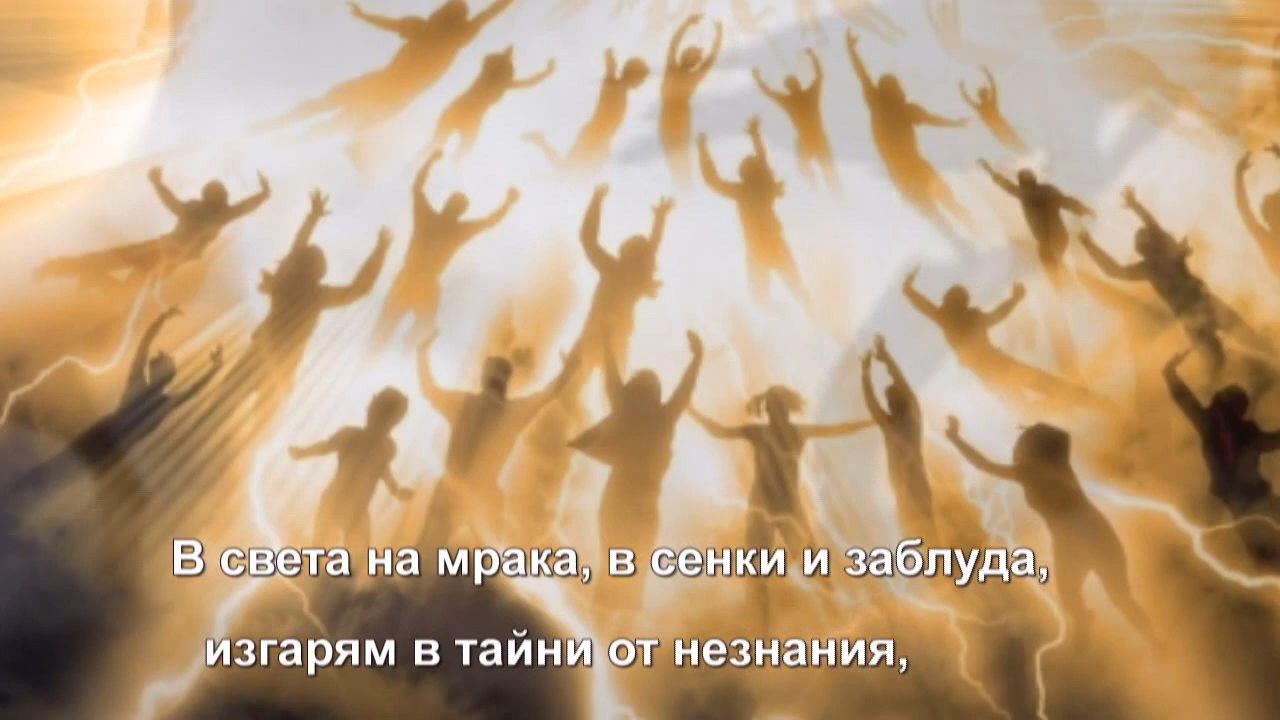 В света на мрака, в сенки и заблуда,
изгарям в тайни от незнания,